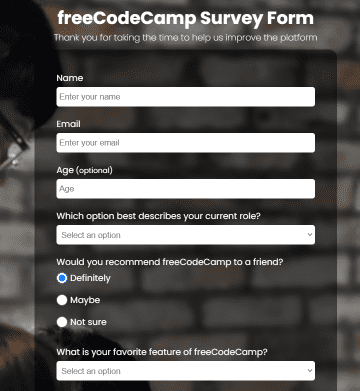 freeCodeCamp Survey Form
Thank you for taking the time to help us improve the platform
Name
Enter your name
Email
Enter your email
Age (optional)
Age
Which option best describes your current role?
Select an option
Would you recommend freeCodeCamp to a friend?
Definitely
Maybe
Not sure
What is your favorite feature of freeCodeCamp?
Select an option